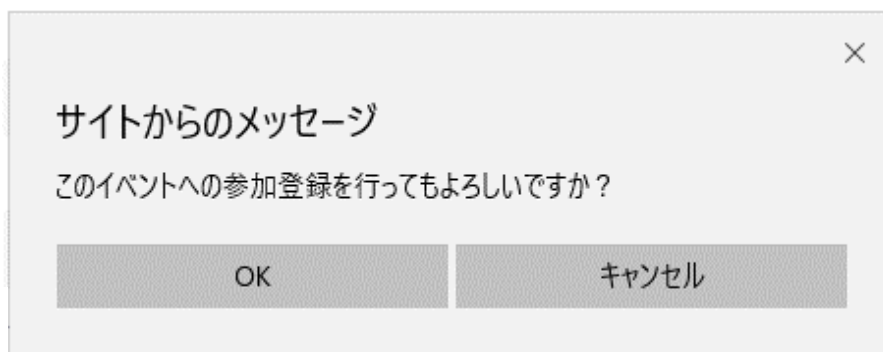 サイトからのメッセージ
このイベントへの参加登録を行ってもよろしいですか？
OK
キャンセル